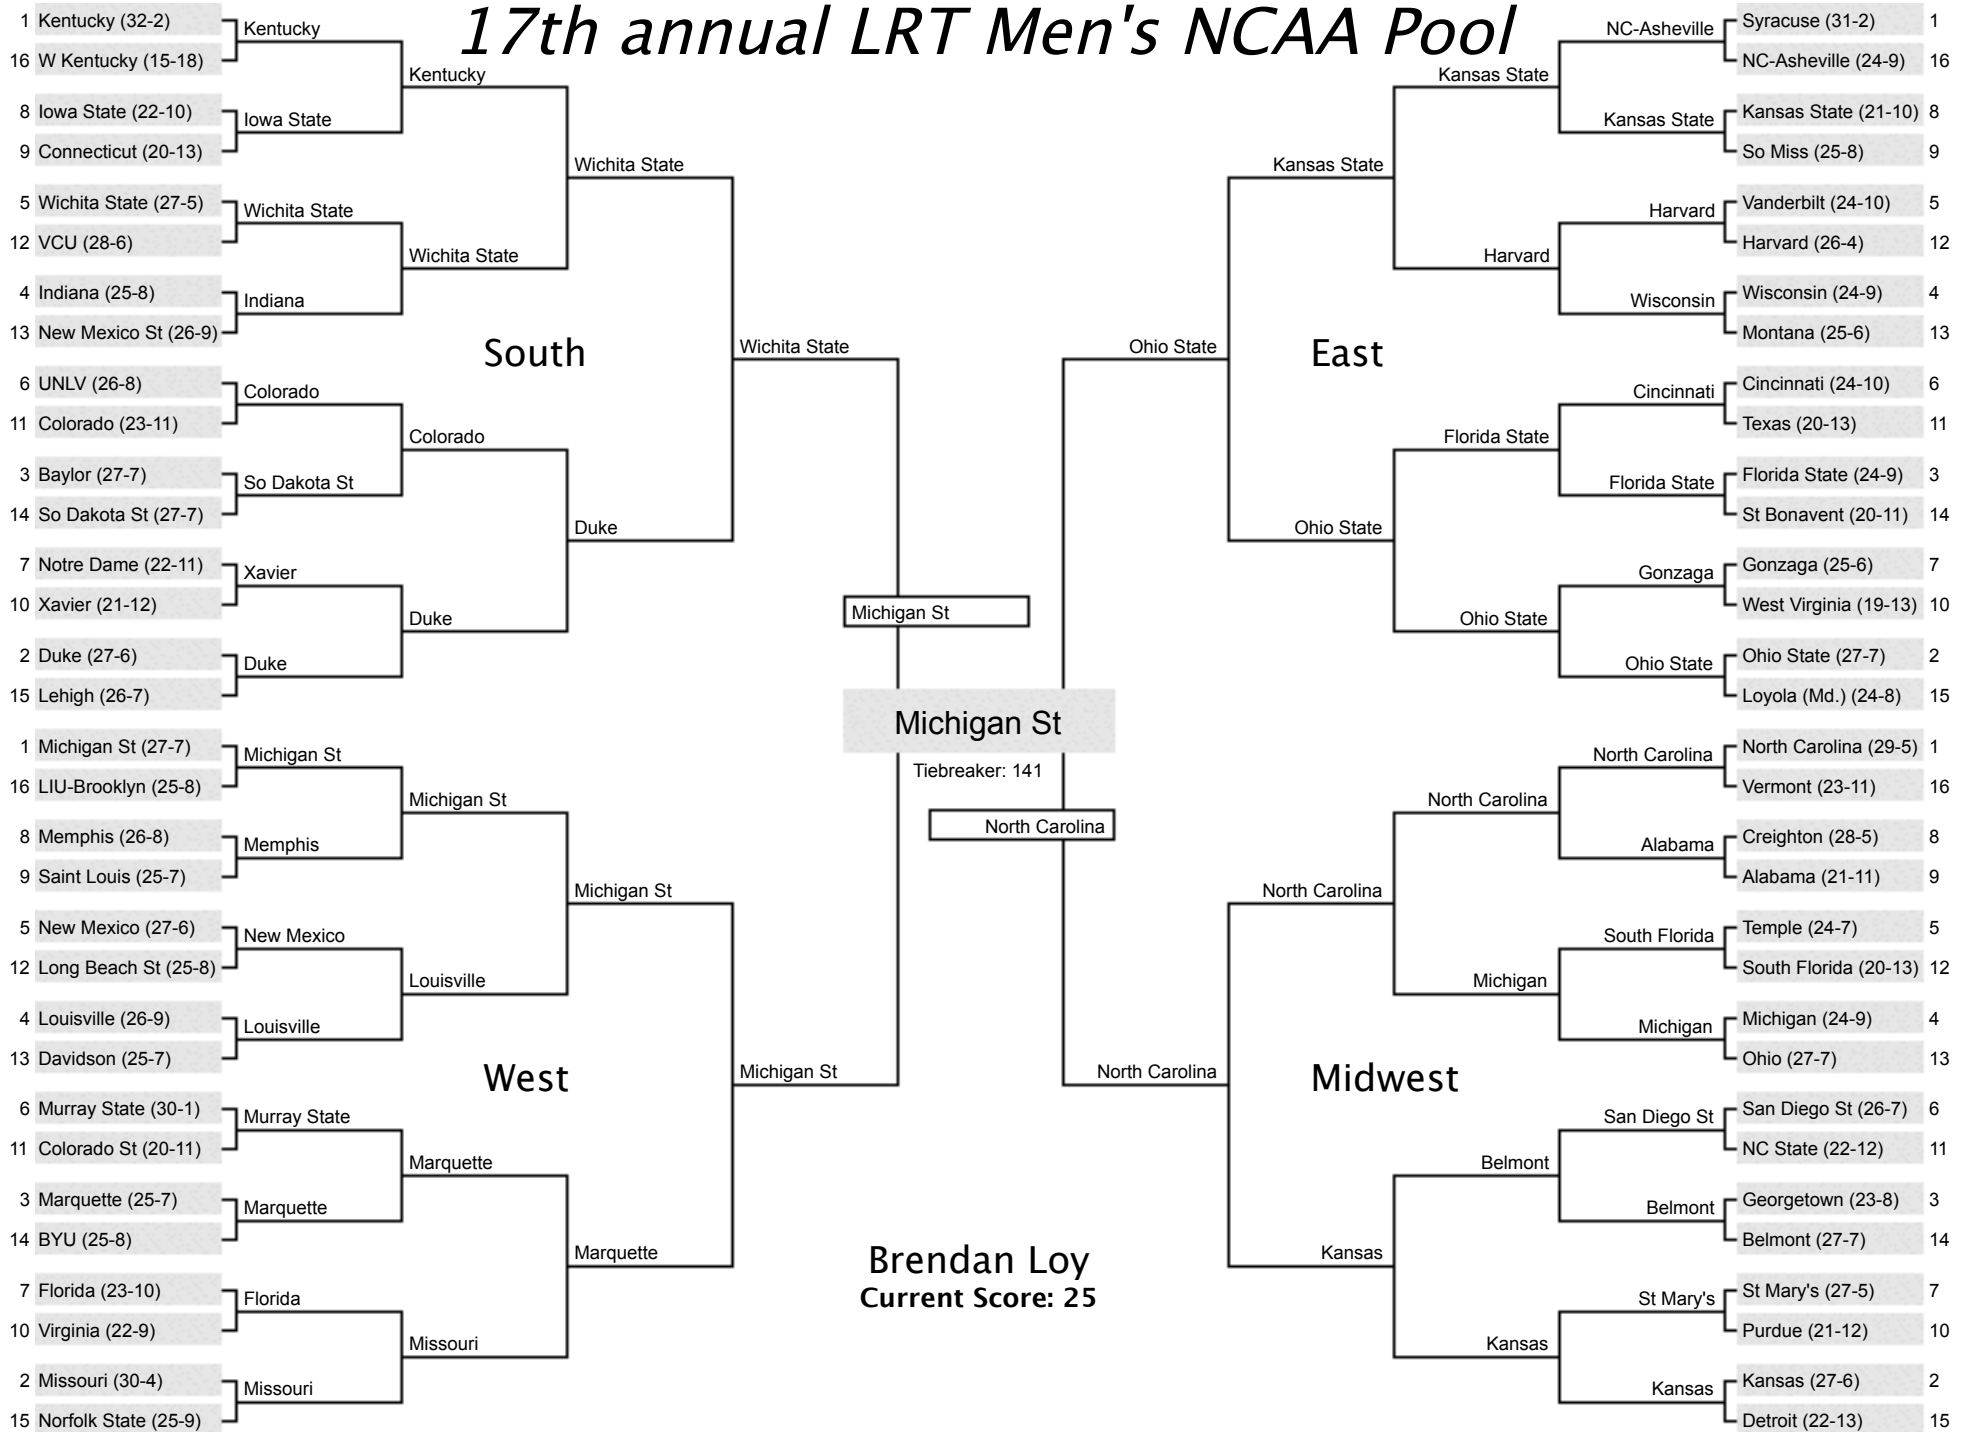 17th annual LRT Men's NCAA Pool
1 Kentucky (32-2)
16 W Kentucky (15-18)
8 Iowa State (22-10)
9 Connecticut (20-13)
5 Wichita State (27-5)
12 VCU (28-6)
4 Indiana (25-8)
13 New Mexico St (26-9)
6 UNLV (26-8)
11 Colorado (23-11)
3 Baylor (27-7)
14 So Dakota St (27-7)
7 Notre Dame (22-11)
10 Xavier (21-12)
2 Duke (27-6)
15 Lehigh (26-7)
Kentucky
Iowa State
Wichita State
Indiana
Colorado
So Dakota St
Xavier
Duke
Kentucky
Wichita State
Colorado
Duke
Wichita State
Duke
Wichita State
South
1 Michigan St (27-7)
16 LIU-Brooklyn (25-8)
8 Memphis (26-8)
9 Saint Louis (25-7)
5 New Mexico (27-6)
12 Long Beach St (25-8)
4 Louisville (26-9)
13 Davidson (25-7)
6 Murray State (30-1)
11 Colorado St (20-11)
3 Marquette (25-7)
14 BYU (25-8)
7 Florida (23-10)
10 Virginia (22-9)
2 Missouri (30-4)
15 Norfolk State (25-9)
Michigan St
Memphis
New Mexico
Louisville
Murray State
Marquette
Florida
Missouri
Michigan St
Louisville
Marquette
Missouri
Michigan St
Marquette
Michigan St
West
Michigan St
Michigan St
Tiebreaker: 141
North Carolina
Brendan Loy
Current Score: 25
Syracuse (31-2) 1
NC-Asheville (24-9) 16
Kansas State (21-10) 8
So Miss (25-8) 9
Vanderbilt (24-10) 5
Harvard (26-4) 12
Wisconsin (24-9) 4
Montana (25-6) 13
Cincinnati (24-10) 6
Texas (20-13) 11
Florida State (24-9) 3
St Bonavent (20-11) 14
Gonzaga (25-6) 7
West Virginia (19-13) 10
Ohio State (27-7) 2
Loyola (Md.) (24-8) 15
NC-Asheville
Kansas State
Harvard
Wisconsin
Cincinnati
Florida State
Gonzaga
Ohio State
Kansas State
Harvard
Florida State
Ohio State
Kansas State
Ohio State
Ohio State
East
North Carolina (29-5) 1
Vermont (23-11) 16
Creighton (28-5) 8
Alabama (21-11) 9
Temple (24-7) 5
South Florida (20-13) 12
Michigan (24-9) 4
Ohio (27-7) 13
San Diego St (26-7) 6
NC State (22-12) 11
Georgetown (23-8) 3
Belmont (27-7) 14
St Mary's (27-5) 7
Purdue (21-12) 10
Kansas (27-6) 2
Detroit (22-13) 15
North Carolina
Alabama
South Florida
Michigan
San Diego St
Belmont
St Mary's
Kansas
North Carolina
Michigan
Belmont
Kansas
North Carolina
Kansas
North Carolina
Midwest